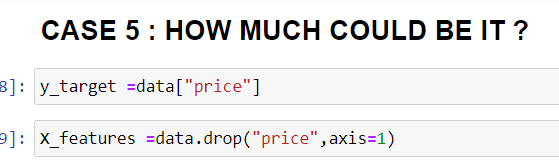 CASE 5 : HOW MUCH COULD BE IT ?
8]: y_target =data["price"]
9]: X_features =data.drop("price",axis=1)